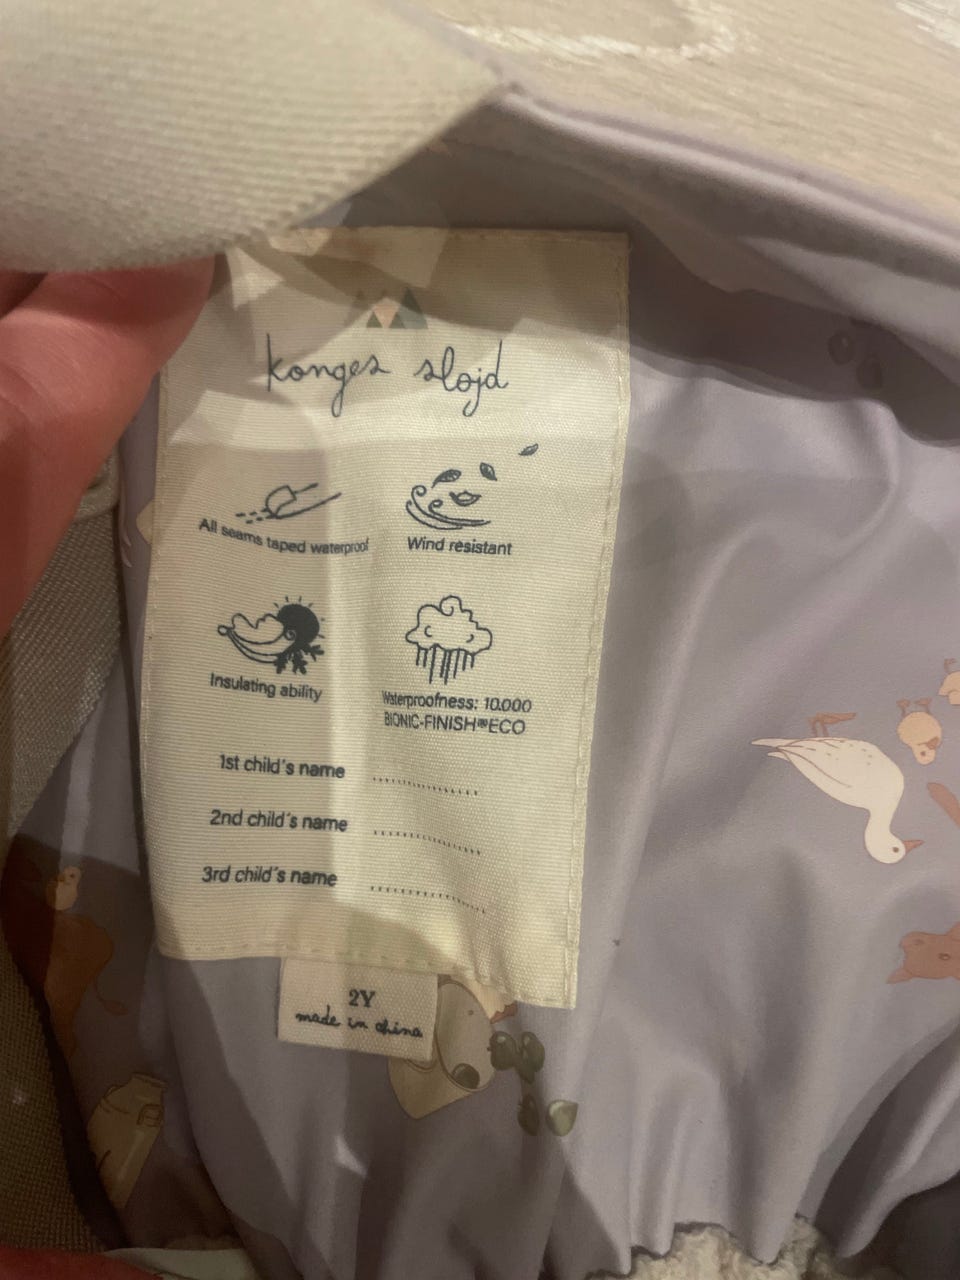 konges sløjd
All seams taped waterproof
Wind resistant
Insulating ability
Waterproofness: 10.000
BIONIC-FINISH®ECO
1st child´s name ....................
2nd child´s name ....................
3rd child´s name ....................
2Y
made in china